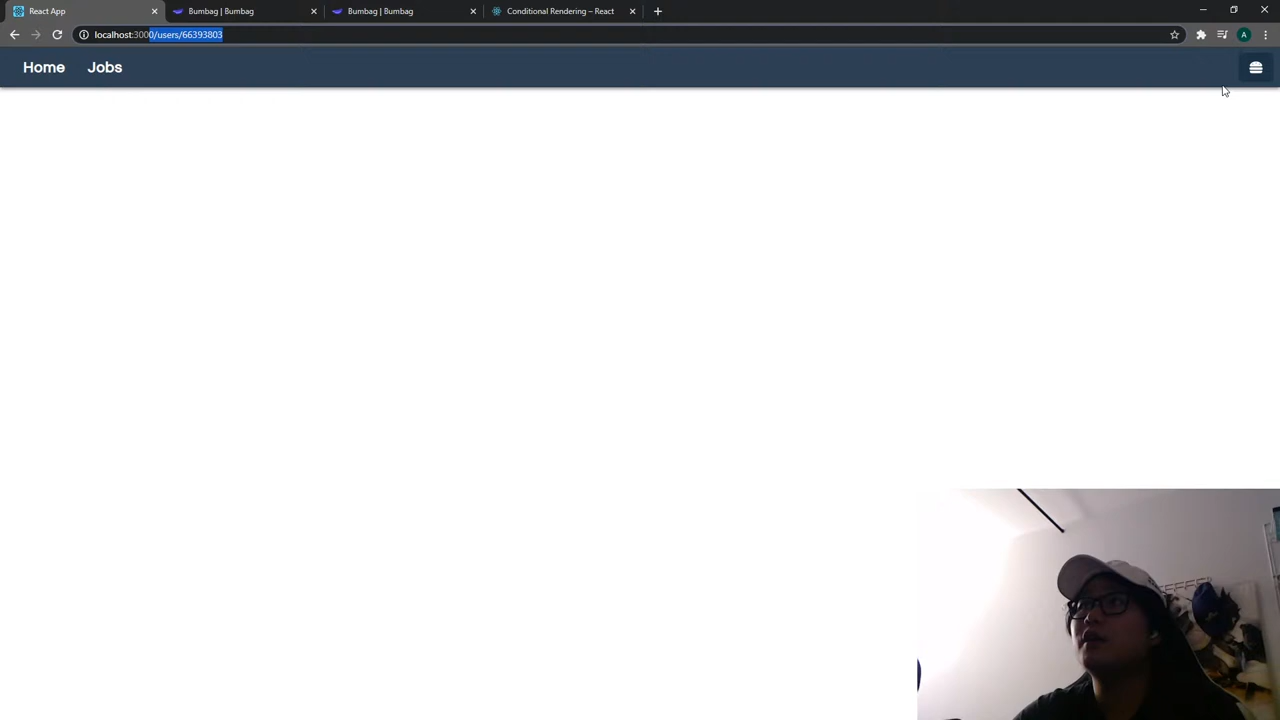 React App
Bumbag | Bumbag
Bumbag | Bumbag
Conditional Rendering – React
localhost:3000/users/66393803
A
Home
Jobs